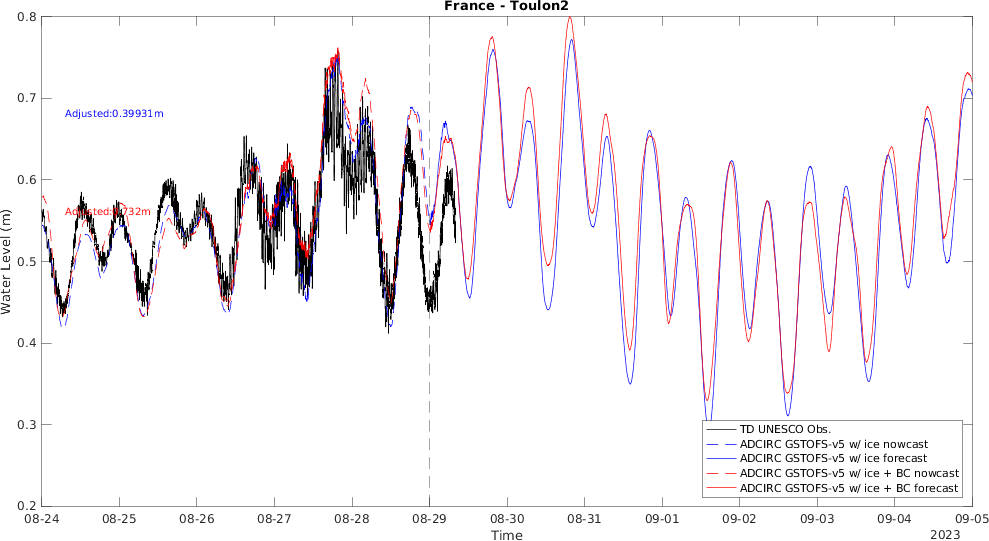 France - Toulon2
0.8
0.7
0.6
0.5
0.4
0.3
0.2
Water Level (m)
Adjusted:0.39931m
Adjusted: 732m
TD UNESCO Obs.
ADCIRC GSTOFS-v5 w/ ice nowcast
ADCIRC GSTOFS-v5 w/ ice forecast
ADCIRC GSTOFS-v5 w/ ice + BC nowcast
ADCIRC GSTOFS-v5 w/ ice + BC forecast
08-24 08-25 08-26 08-27 08-28 08-29 08-30 08-31 09-01 09-02 09-03 09-04 09-05
Time
2023